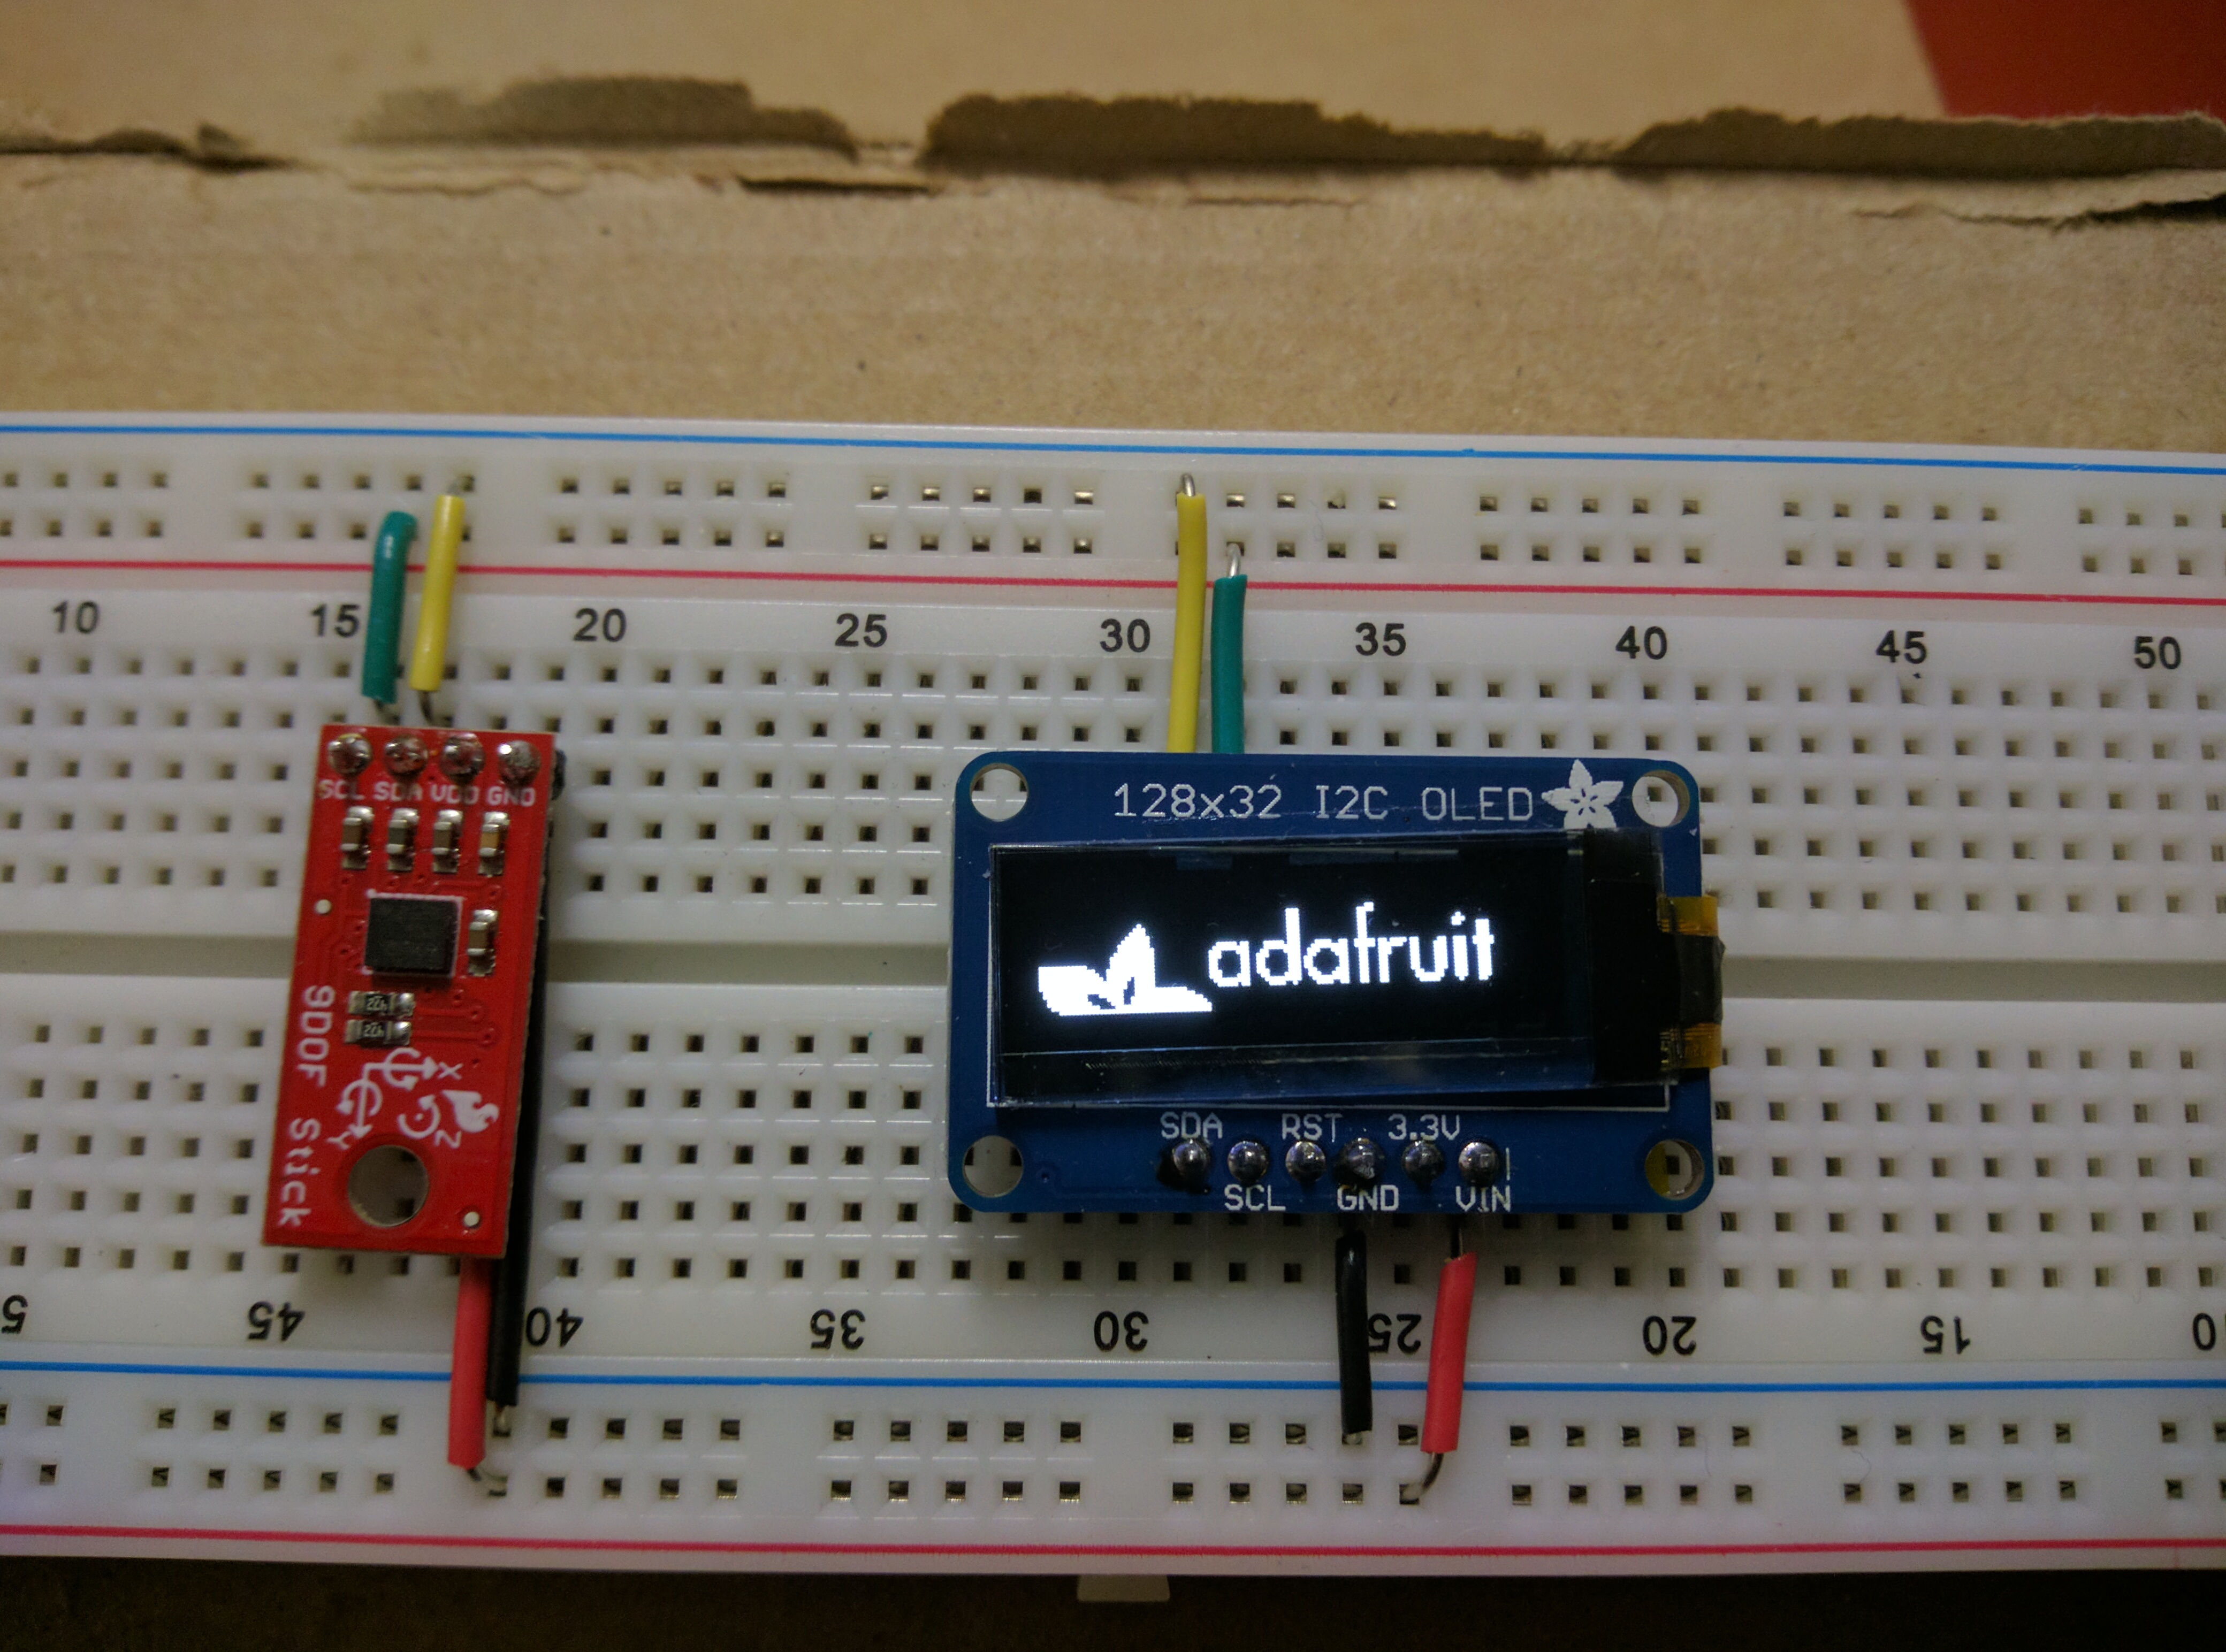 10 15 20 25 30 35 40 45 50
SCL SDA VDD GND
9DOF Stick
X
Y
Z
128x32 I2C OLED
adafruit
SDA RST 3.3V
SCL GND VIN
45 40 35 30 25 20 15 10